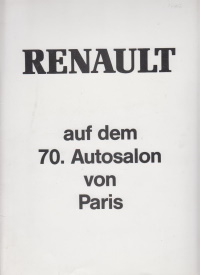 RENAULT
auf dem
70. Autosalon
von
Paris